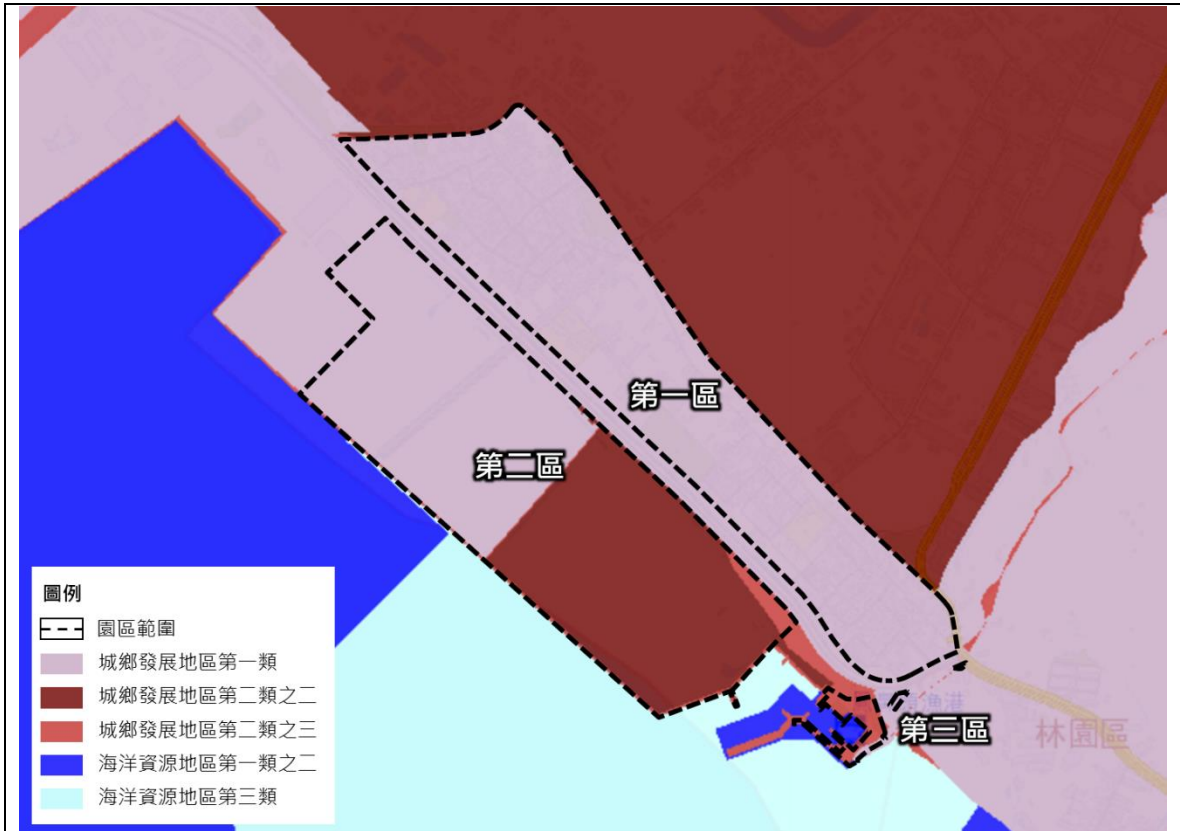 第一區
第二區
漁港
第三區
林園區
圖例
園區範圍
城鄉發展地區第一類
城鄉發展地區第二類之二
城鄉發展地區第二類之三
海洋資源地區第一類之二
海洋資源地區第三類